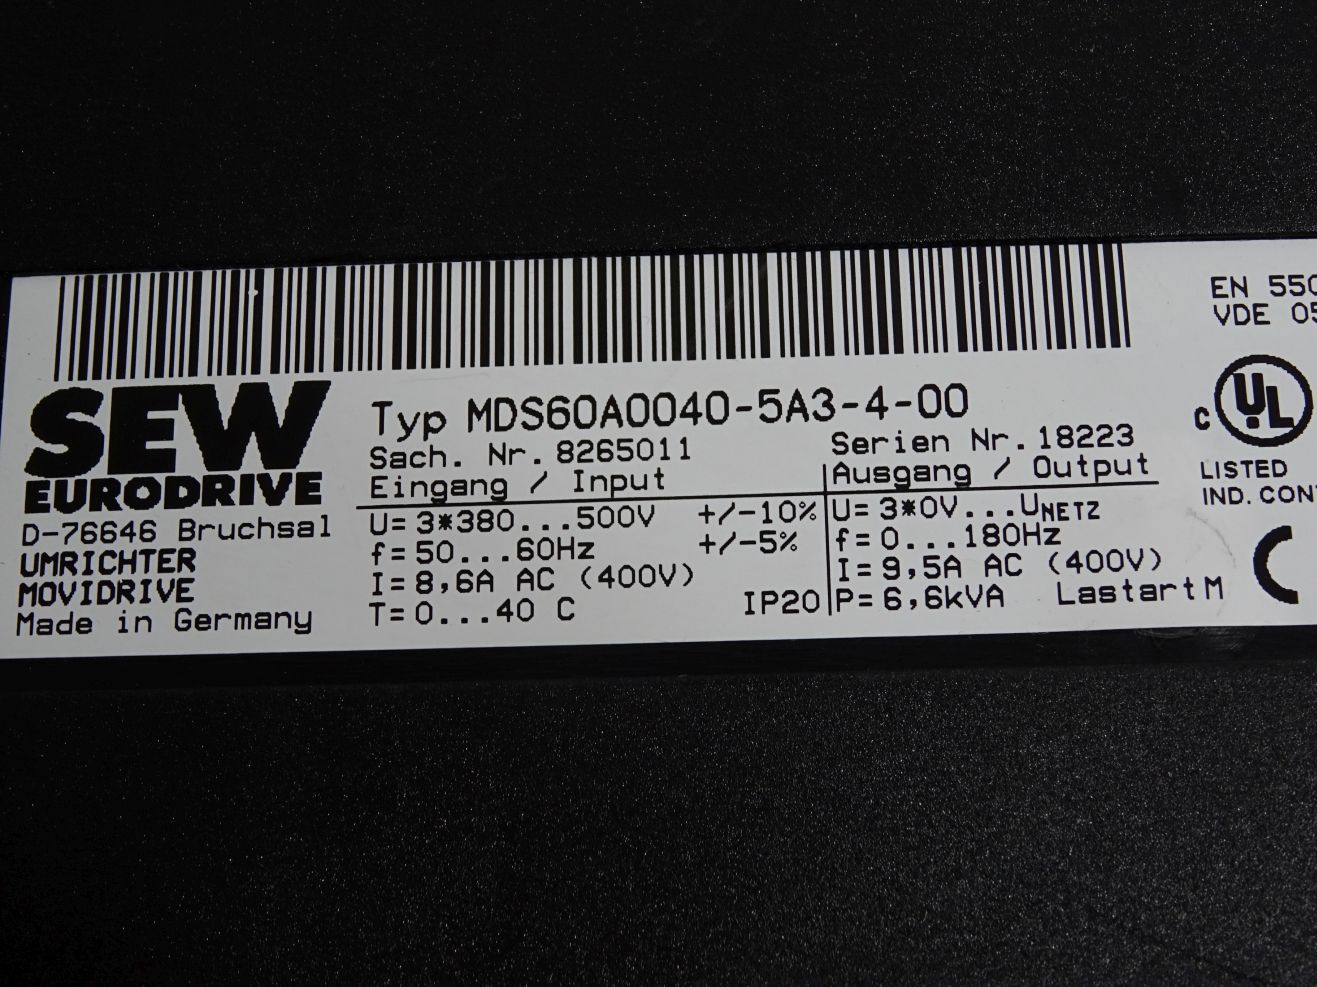 EN 550
VDE 05
SEW
EURODRIVE
D-76646 Bruchsal
UMRICHTER
MOVIDRIVE
Made in Germany
Typ MDS60A0040-5A3-4-00
Sach. Nr. 8265011 Serien Nr. 18223
Eingang / Input Ausgang / Output
U= 3*380...500V +/-10% U= 3*0V...UNETZ
f= 50...60Hz +/-5% f= 0...180Hz
I= 8,6A AC (400V) I= 9,5A AC (400V)
T= 0...40 C IP20 P= 6,6kVA Lastart M
C UL
LISTED
IND. CON